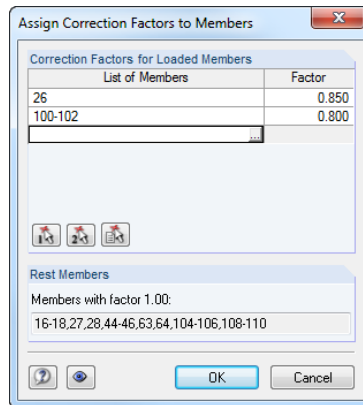 Assign Correction Factors to Members
Correction Factors for Loaded Members
List of Members Factor
26 0.850
100-102 0.800
...
Rest Members
Members with factor 1.00:
16-18,27,28,44-46,63,64,104-106,108-110
OK Cancel